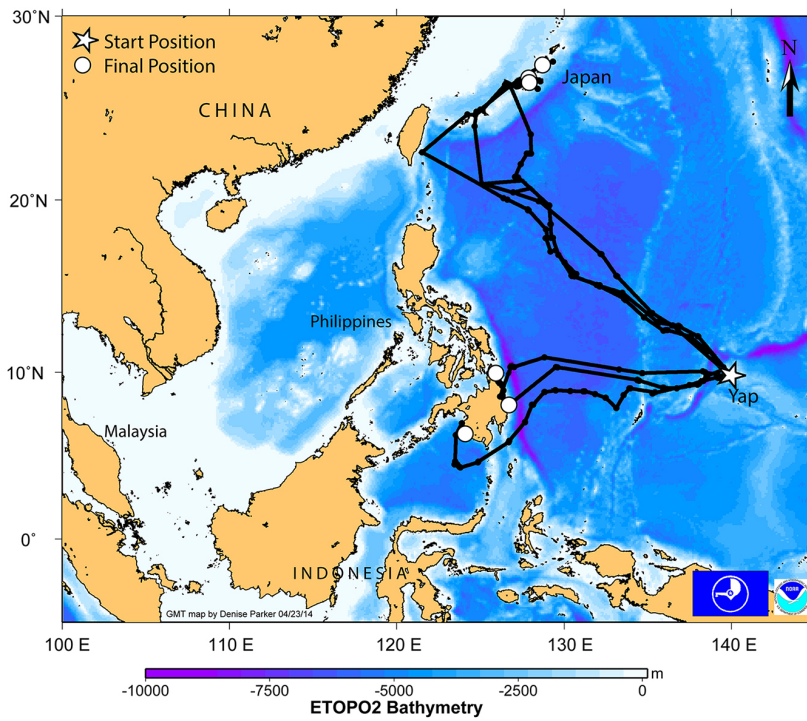 30°
20°
10°
0°
Start Position
Final Position
CHINA
Japan
N
Philippines
Malaysia
Yap
INDONESIA
GMT map by Denise Parker 04/23/14
NOAA
100 E
110 E
120 E
130 E
140 E
-10000
-7500
-5000
-2500
0
m
ETOPO2 Bathymetry